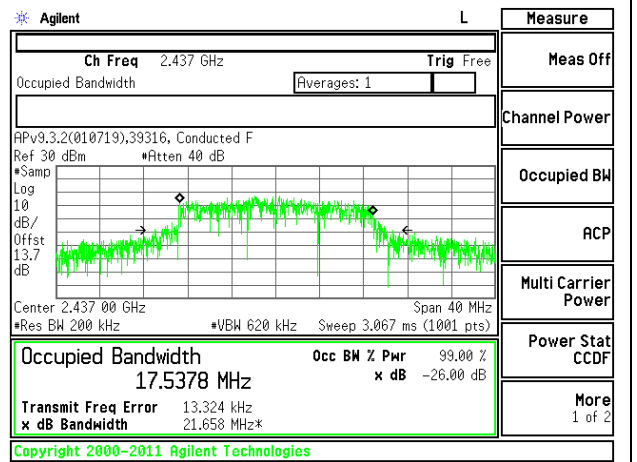 Agilent L Measure
Ch Freq 2.437 GHz Trig Free
Occupied Bandwidth Averages: 1
Meas Off
Channel Power
APv9.3.2(010719),39316, Conducted F
Ref 30 dBm #Atten 40 dB
#Samp
Log
10
dB/
Offst
13.7
dB
Occupied BW
ACP
Multi Carrier
Power
Center 2.437 00 GHz Span 40 MHz
#Res BW 200 kHz #VBW 620 kHz Sweep 3.067 ms (1001 pts)
Power Stat
CCDF
Occupied Bandwidth Occ BW % Pwr 99.00 %
17.5378 MHz x dB -26.00 dB
Transmit Freq Error 13.324 kHz
x dB Bandwidth 21.658 MHz*
More
1 of 2
Copyright 2000-2011 Agilent Technologies